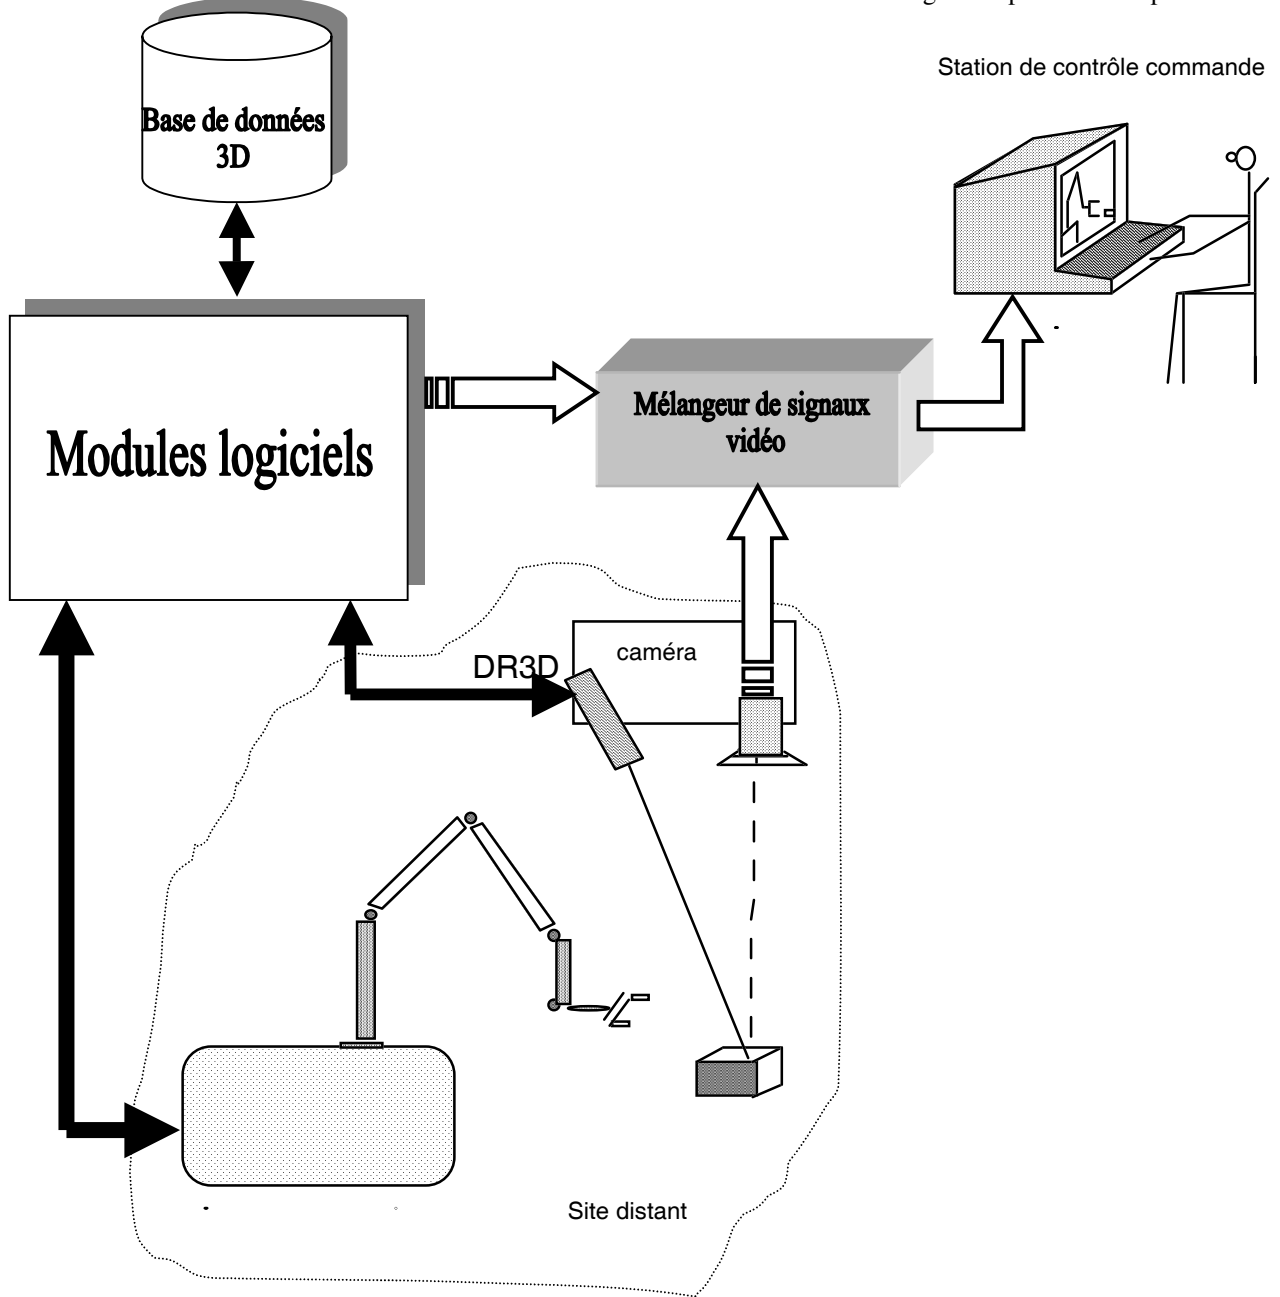 Station de contrôle commande
Base de données
3D
Mélangeur de signaux
vidéo
Modules logiciels
caméra
DR3D
Site distant